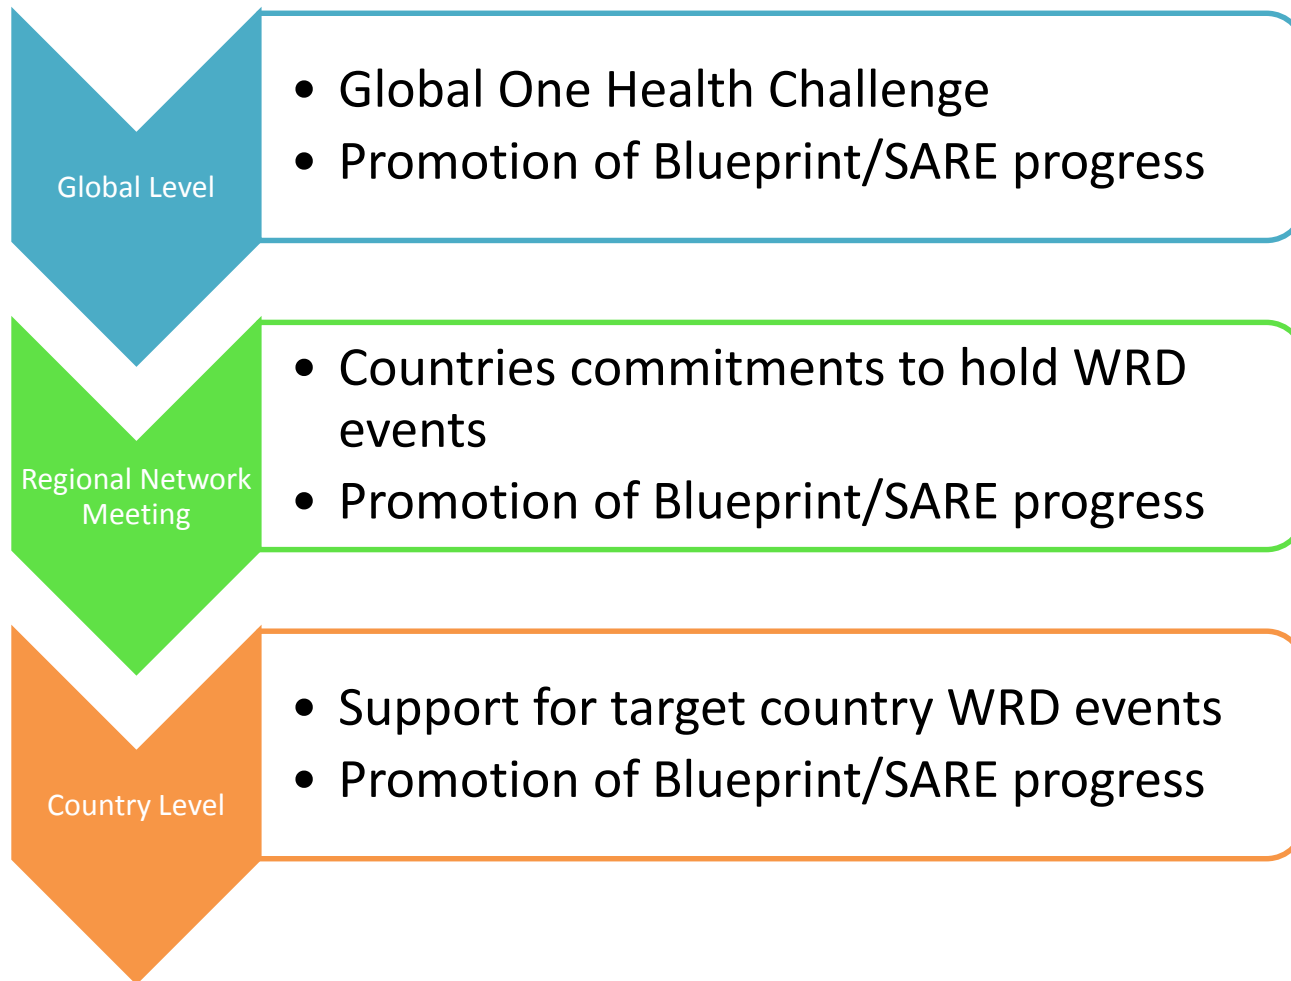 Global Level
• Global One Health Challenge
• Promotion of Blueprint/SARE progress
Regional Network
Meeting
• Countries commitments to hold WRD
events
• Promotion of Blueprint/SARE progress
Country Level
• Support for target country WRD events
• Promotion of Blueprint/SARE progress